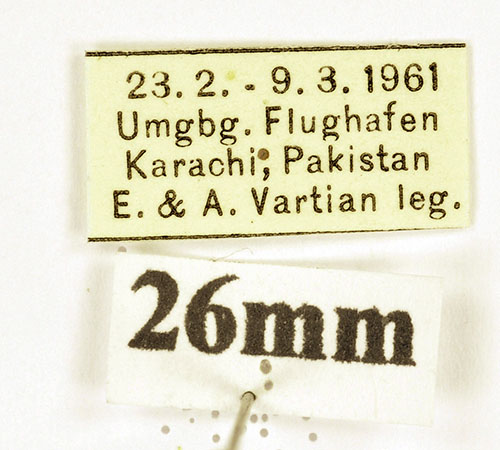 23. 2. - 9. 3. 1961
Umgbg. Flughafen
Karachi, Pakistan
E. & A. Vartian leg.
26mm